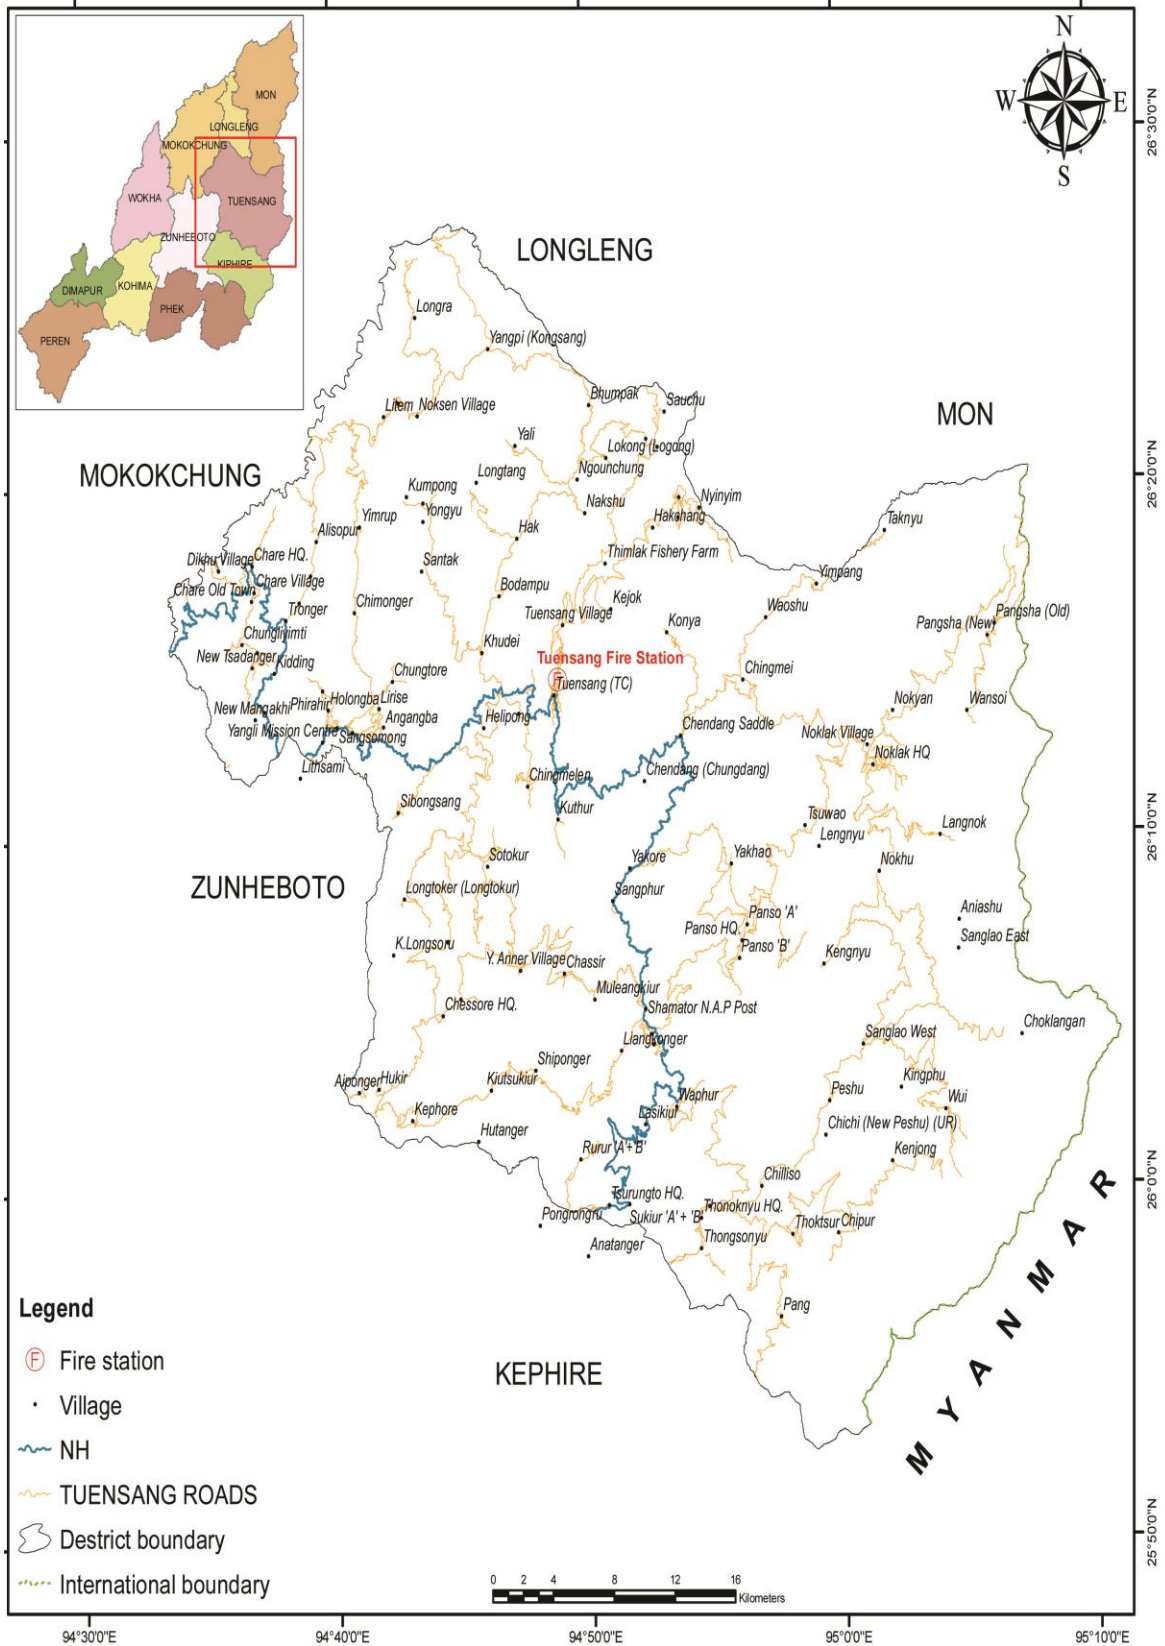 MON
LONGLENG
MOKOKCHUNG
WOKHA
TUENSANG
ZUNHEBOTO
KIPHIRE
DIMAPUR
KOHIMA
PHEK
PEREN
N
W
E
S
26°30'0"N
LONGLENG
Longra
Yangpi (Kongsang)
Bhumpak
Sauchu
MON
Litem
Noksen Village
Yali
Lokong (Logong)
MOKOKCHUNG
Longtang
Ngounchung
26°20'0"N
Kumpong
Nyinyim
Yongyu
Nakshu
Yimrup
Hakchang
Taknyu
Alisopur
Hak
Dikhu Village
Chare HQ.
Santak
Thimlak Fishery Farm
Yimpang
Chare Village
Chare Old Town
Bodampu
Tronger
Chimonger
Kejok
Waoshu
Tuensang Village
Konya
Pangsha (Old)
Pangsha (New)
Chungliyimti
Khudei
New Tsadanger
Kidding
Tuensang Fire Station
F
Tuensang (TC)
Chungtore
Chingmei
New Mangakhi
Phirahir
Holongba
Lirise
Nokyan
Wansoi
Yangli Mission Centre
Angangba
Helipong
Chendang Saddle
Noklak Village
Sangsomong
Noklak HQ
Lithsami
Chingmelen
Chendang (Chungdang)
Sibongsang
Kuthur
Tsuwao
26°10'0"N
Lengnyu
Langnok
Sotokur
Yakore
Yakhao
Nokhu
ZUNHEBOTO
Longtoker (Longtokur)
Sangphur
Panso 'A'
Aniashu
Panso HQ.
Sanglao East
K.Longsoru
Panso 'B'
Kengnyu
Y. Anner Village
Chassir
Muleangkiur
Chessore HQ.
Shamator N.A.P Post
Choklangan
Liangkonger
Sanglao West
Shiponger
Aiponger
Hukir
Kiutsukiur
Waphur
Peshu
Kingphu
Wui
Kephore
Lasikiur
Chichi (New Peshu) (UR)
Hutanger
Rurur 'A'+ B'
Kenjong
Chilliso
26°0'0"N
Tsurungto HQ.
Thonoknyu HQ.
Pongrongru
Sukiur 'A' + 'B'
Thoktsur
Chipur
Anatanger
Thongsonyu
Pang
MYANMAR
KEPHIRE
Legend
F Fire station
Village
NH
TUENSANG ROADS
Destrict boundary
International boundary
25°50'0"N
0 2 4 8 12 16
Kilometers
94°30'0"E 94°40'0"E 94°50'0"E 95°0'0"E 95°10'0"E